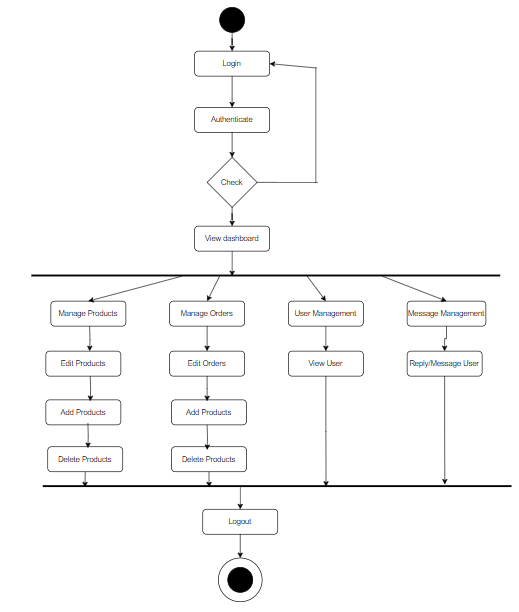 Login
Authenticate
Check
View dashboard
Manage Products
Manage Orders
User Management
Message Management
Edit Products
Edit Orders
View User
Reply/Message User
Add Products
Add Products
Delete Products
Delete Products
Logout